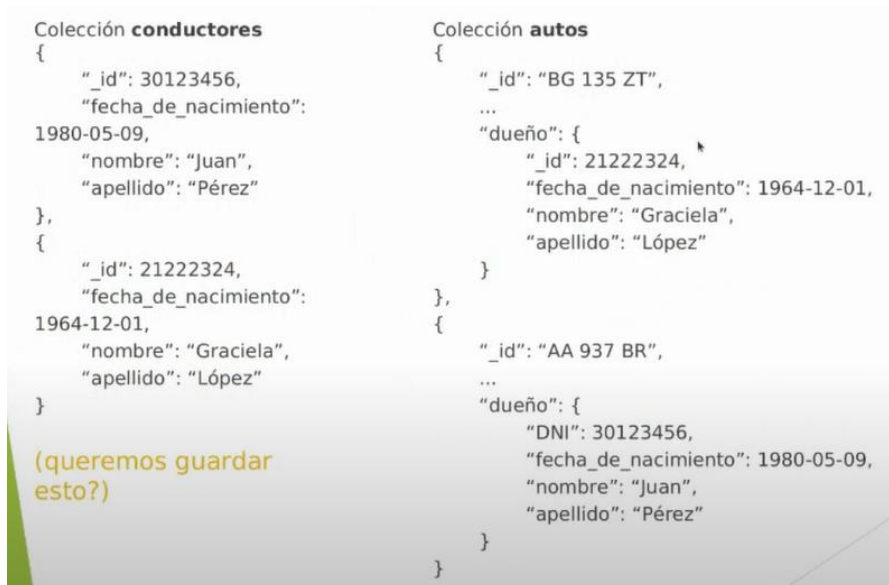 Colección conductores
{
"_id": 30123456,
"fecha_de_nacimiento":
1980-05-09,
"nombre": "Juan",
"apellido": "Pérez"
},
{
"_id": 21222324,
"fecha_de_nacimiento":
1964-12-01,
"nombre": "Graciela",
"apellido": "López"
}
(queremos guardar
esto?)
Colección autos
{
"_id": "BG 135 ZT",
...
"dueño": {
"_id": 21222324,
"fecha_de_nacimiento": 1964-12-01,
"nombre": "Graciela",
"apellido": "López"
}
},
{
"_id": "AA 937 BR",
...
"dueño": {
"DNI": 30123456,
"fecha_de_nacimiento": 1980-05-09,
"nombre": "Juan",
"apellido": "Pérez"
}
}